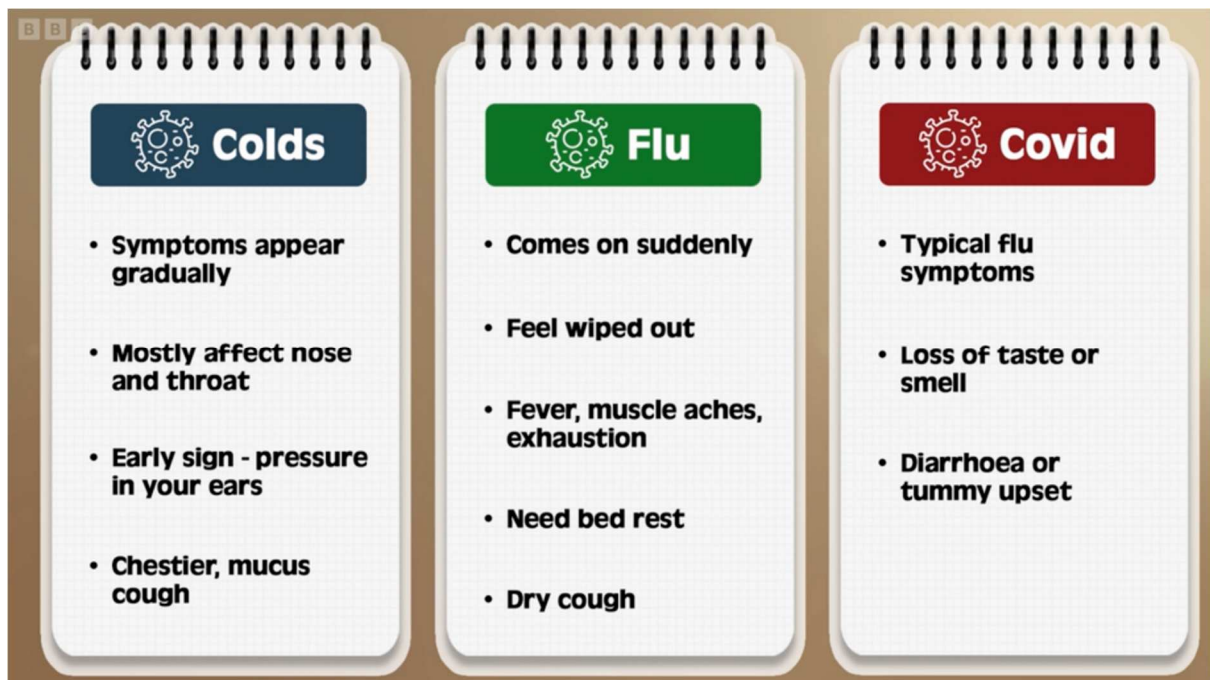 BBC
Colds
• Symptoms appear
gradually
• Mostly affect nose
and throat
• Early sign - pressure
in your ears
• Chestier, mucus
cough
Flu
• Comes on suddenly
• Feel wiped out
• Fever, muscle aches,
exhaustion
• Need bed rest
• Dry cough
Covid
• Typical flu
symptoms
• Loss of taste or
smell
• Diarrhoea or
tummy upset